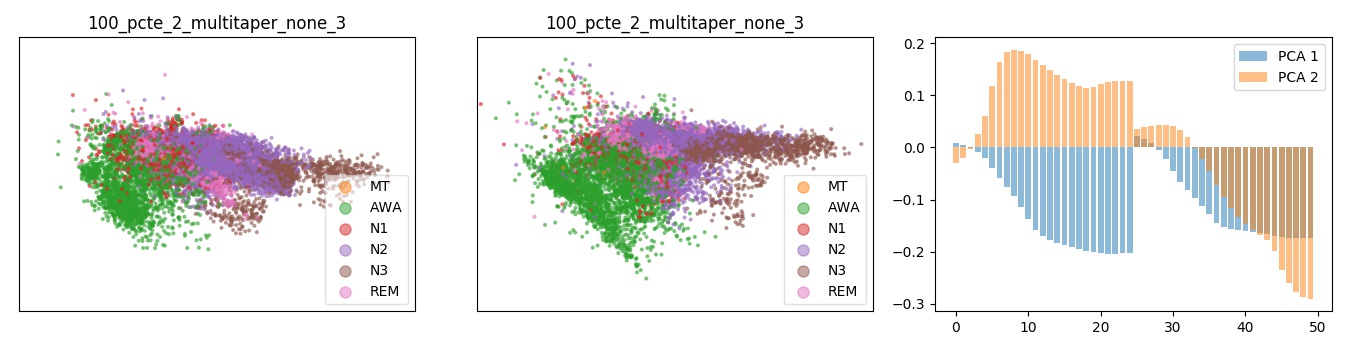 100_pcte_2_multitaper_none_3
MT
AWA
N1
N2
N3
REM
100_pcte_2_multitaper_none_3
MT
AWA
N1
N2
N3
REM
0.2
0.1
0.0
−0.1
−0.2
−0.3
0 10 20 30 40 50
PCA 1
PCA 2